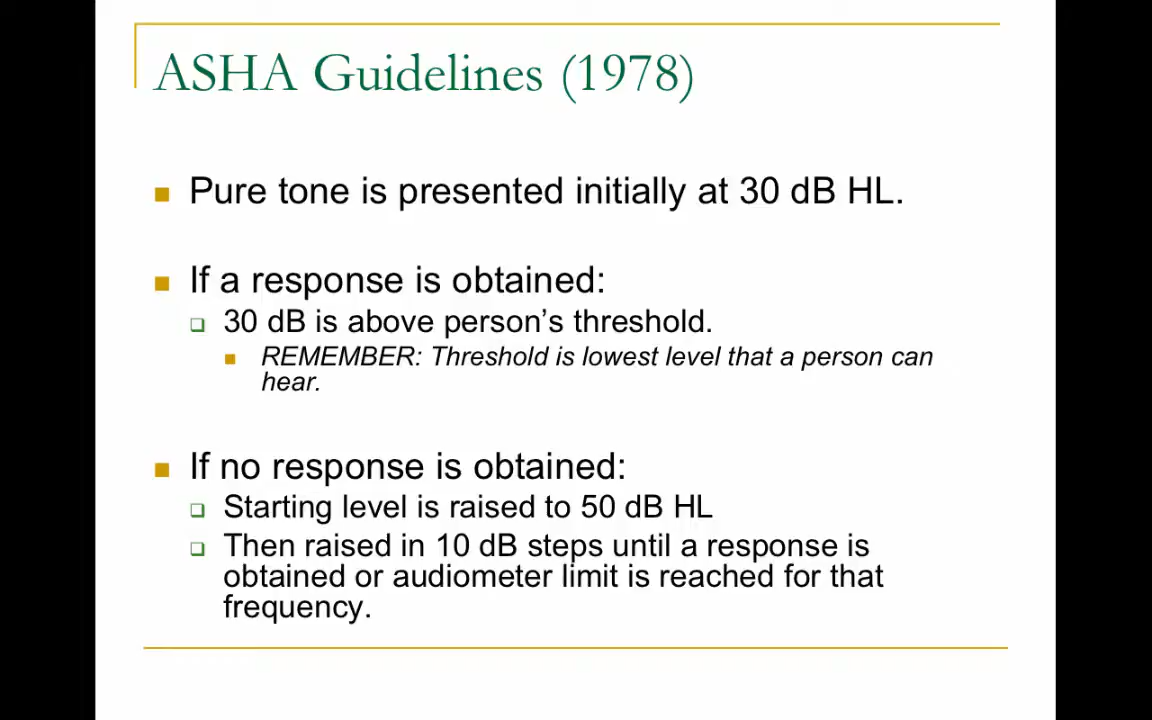 ASHA Guidelines (1978)
Pure tone is presented initially at 30 dB HL.
If a response is obtained:
30 dB is above person’s threshold.
REMEMBER: Threshold is lowest level that a person can
hear.
If no response is obtained:
Starting level is raised to 50 dB HL
Then raised in 10 dB steps until a response is
obtained or audiometer limit is reached for that
frequency.